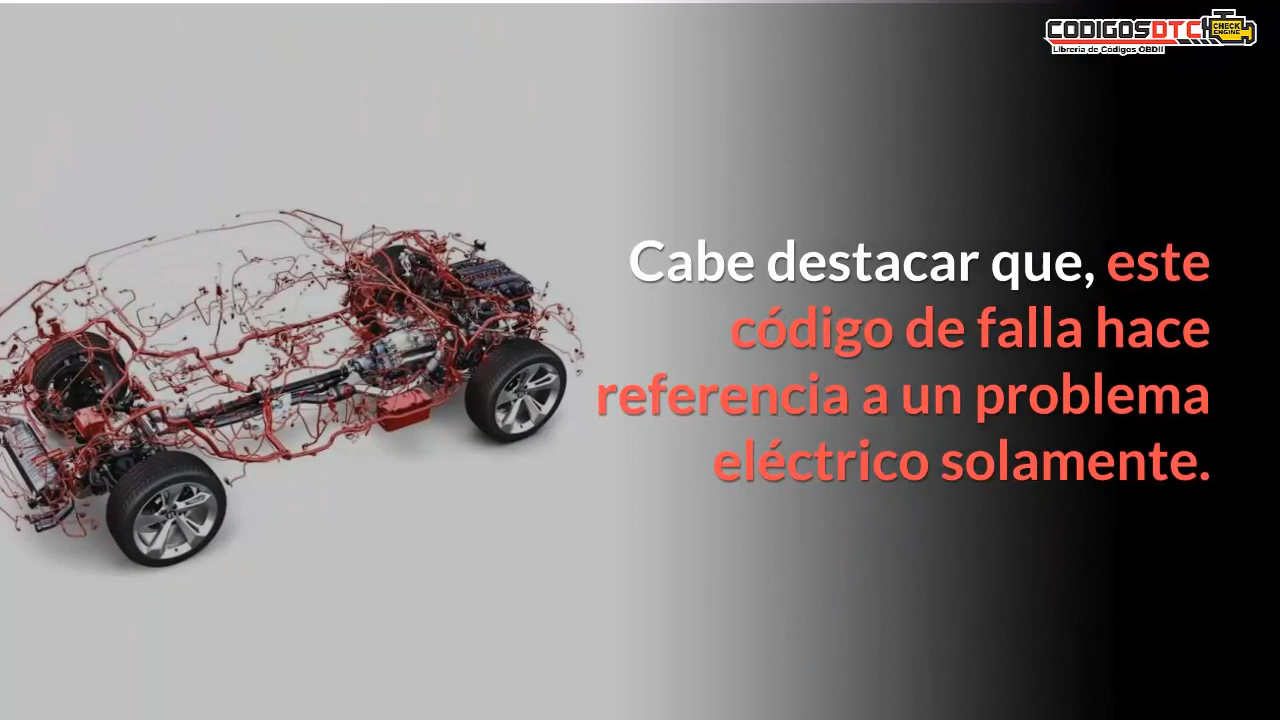 CODIGOSDTC
CHECK
ENGINE
Librería de Códigos OBDII
Cabe destacar que, este
código de falla hace
referencia a un problema
eléctrico solamente.